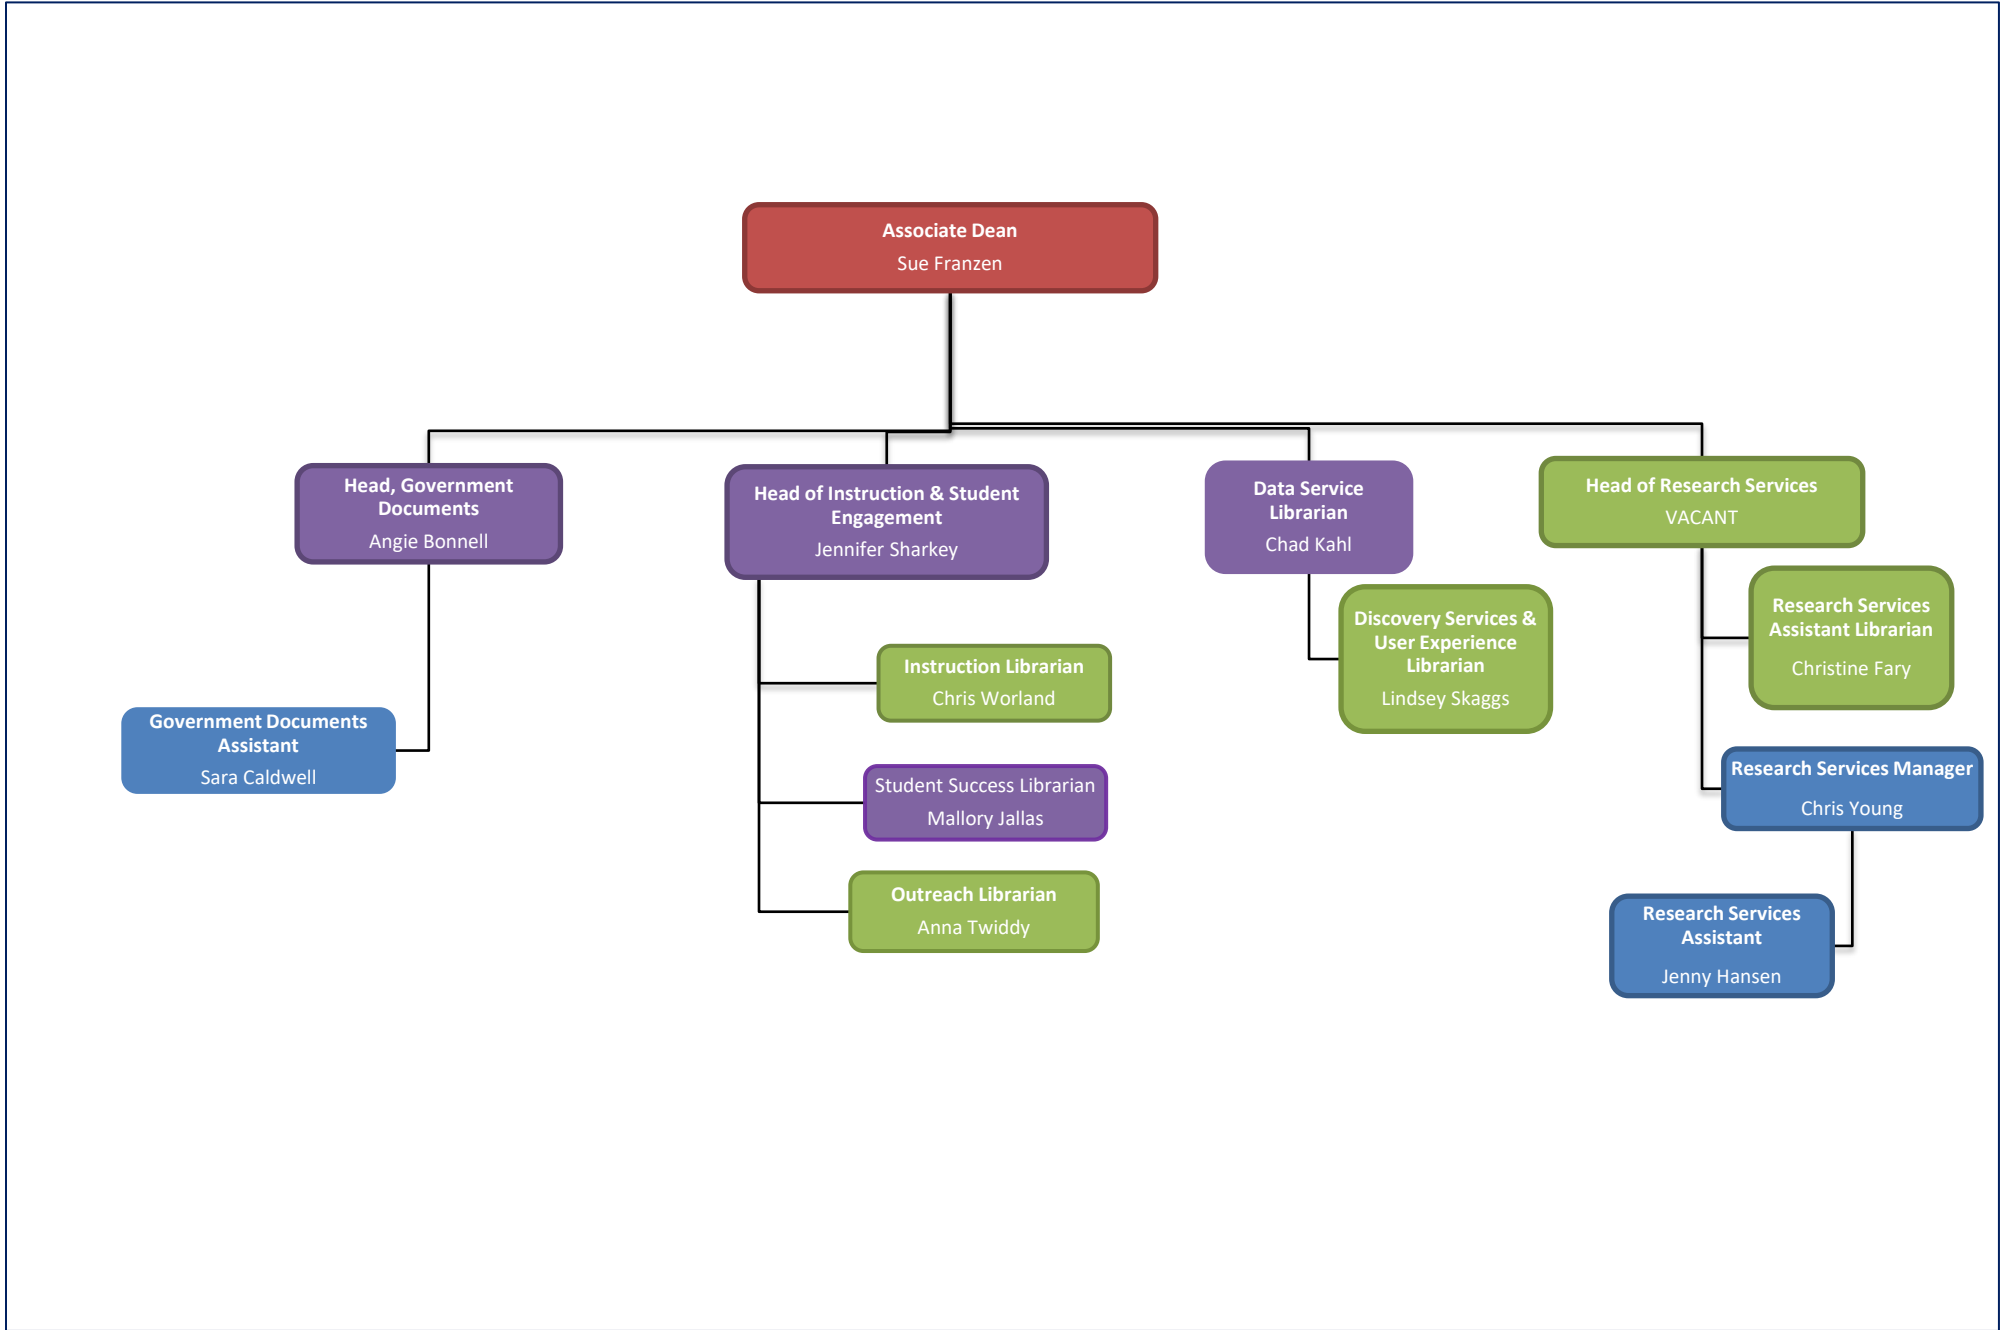 Associate Dean
Sue Franzen
Head, Government
Documents
Angie Bonnell
Head of Instruction & Student
Engagement
Jennifer Sharkey
Data Service
Librarian
Chad Kahl
Head of Research Services
VACANT
Government Documents
Assistant
Sara Caldwell
Instruction Librarian
Chris Worland
Student Success Librarian
Mallory Jallas
Outreach Librarian
Anna Twiddy
Discovery Services &
User Experience
Librarian
Lindsey Skaggs
Research Services
Assistant Librarian
Christine Fary
Research Services Manager
Chris Young
Research Services
Assistant
Jenny Hansen